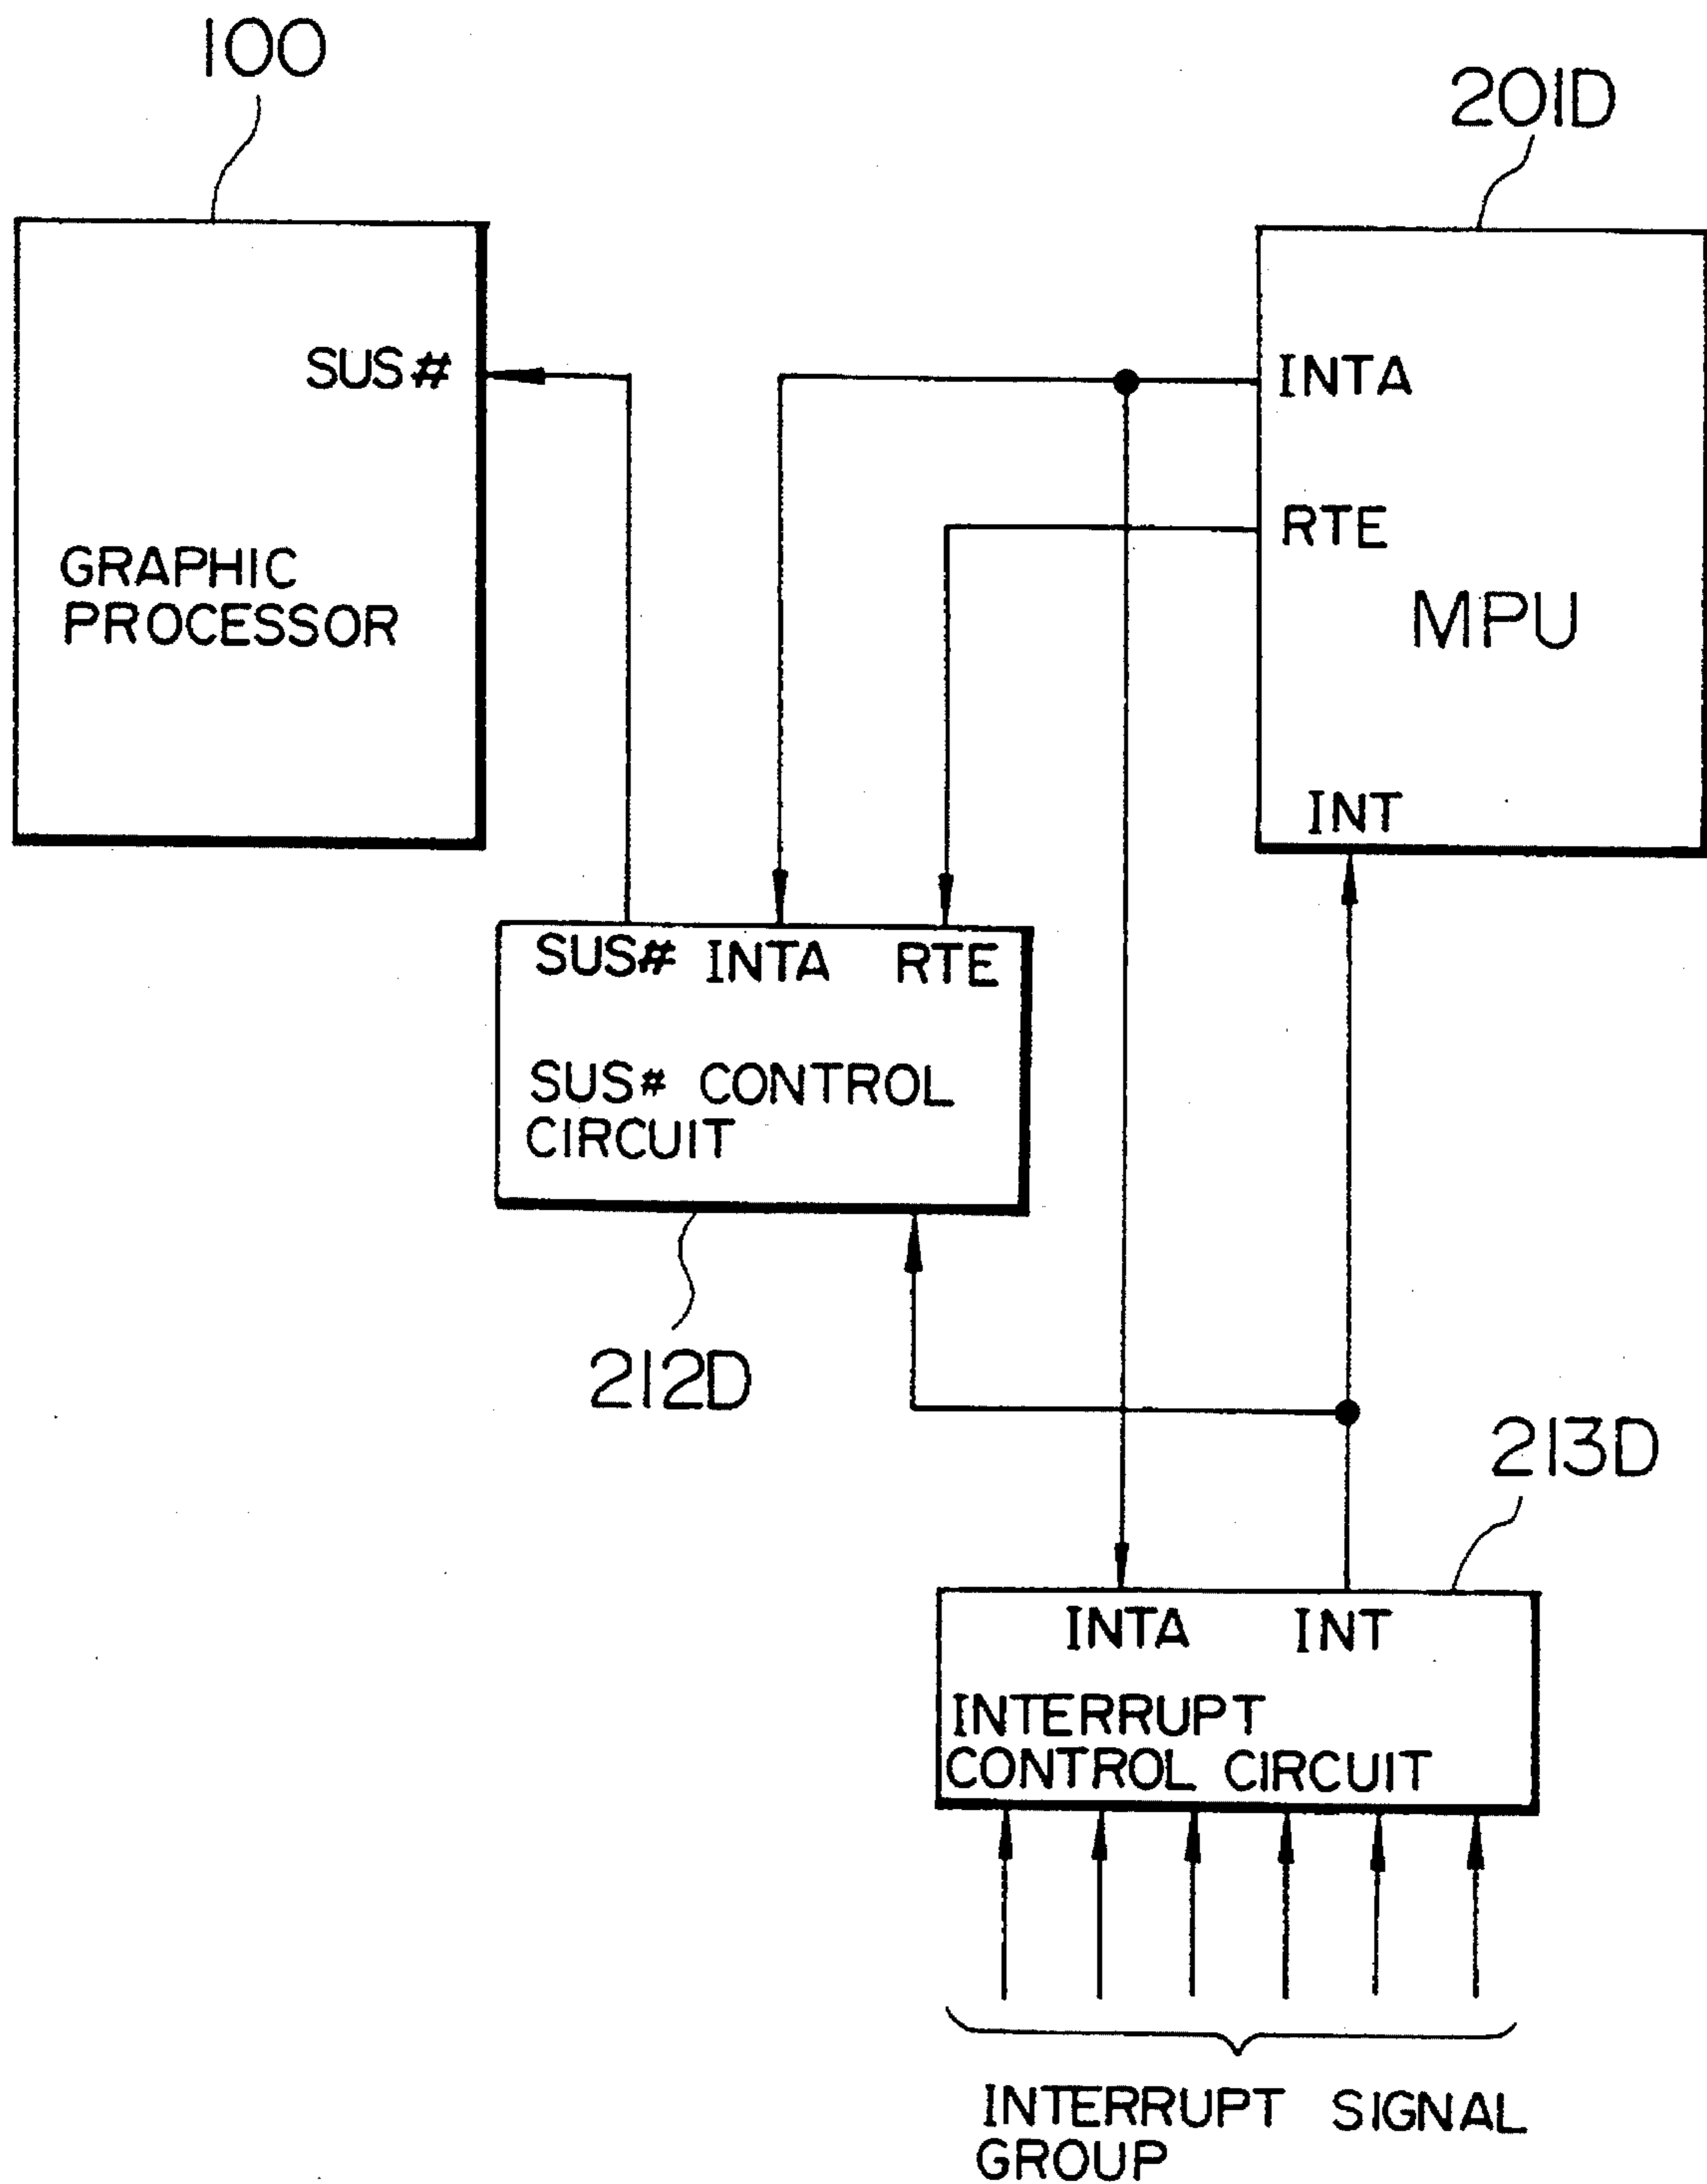 100
201D
SUS#
INTA
RTE
GRAPHIC
PROCESSOR
MPU
INT
SUS# INTA RTE
SUS# CONTROL
CIRCUIT
212D
213D
INTA INT
INTERRUPT
CONTROL CIRCUIT
INTERRUPT SIGNAL
GROUP